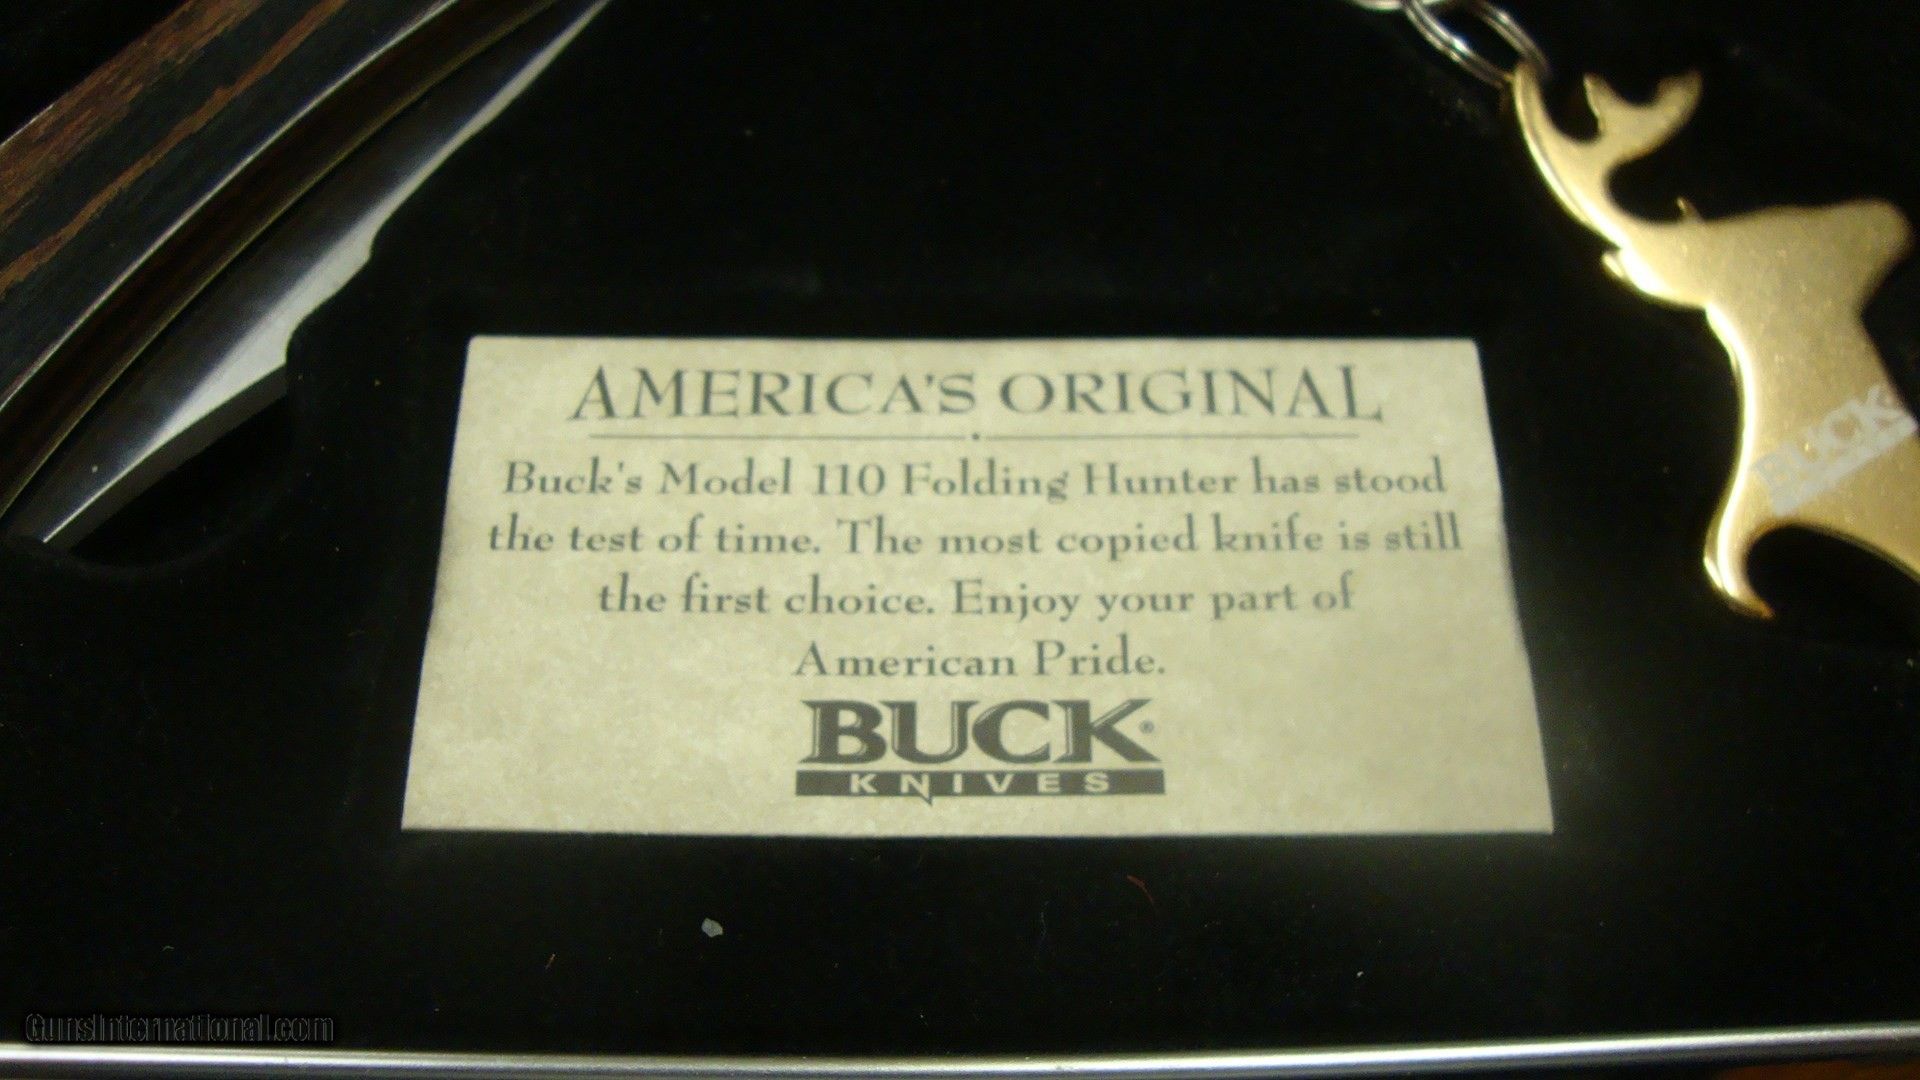 AMERICA'S ORIGINAL
Buck's Model 110 Folding Hunter has stood
the test of time. The most copied knife is still
the first choice. Enjoy your part of
American Pride.
BUCK®
KNIVES
BUCK
GunsInternational.com